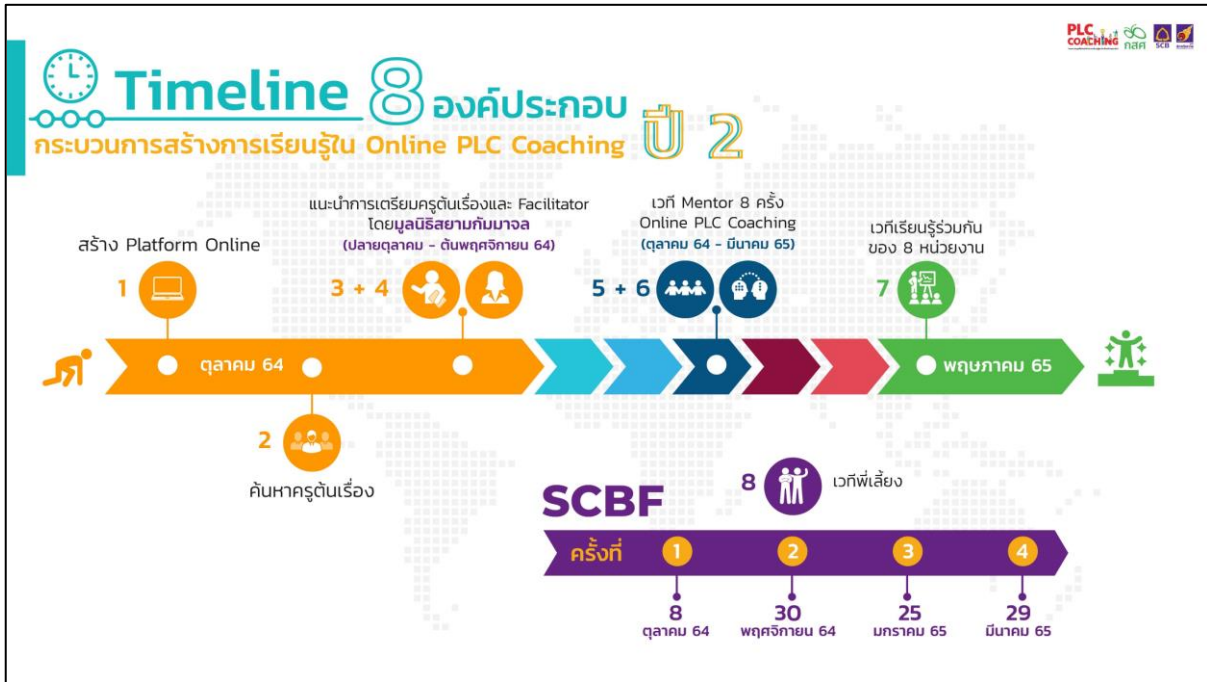 PLC
COACHING
กสศ
SCB
Timeline 8 องค์ประกอบ
กระบวนการสร้างการเรียนรู้ใน Online PLC Coaching
ปี 2
สร้าง Platform Online
1
แนะนำการเตรียมครูต้นเรื่องและ Facilitator
โดยมูลนิธิสยามกัมมาจล
(ปลายตุลาคม - ต้นพฤศจิกายน 64)
3 + 4
เวที Mentor 8 ครั้ง
Online PLC Coaching
(ตุลาคม 64 - มีนาคม 65)
5 + 6
เวทีเรียนรู้ร่วมกัน
ของ 8 หน่วยงาน
7
ตุลาคม 64
พฤษภาคม 65
2
ค้นหาครูต้นเรื่อง
SCBF
8
เวทีพี่เลี้ยง
ครั้งที่ 1 2 3 4
8
ตุลาคม 64
30
พฤศจิกายน 64
25
มกราคม 65
29
มีนาคม 65